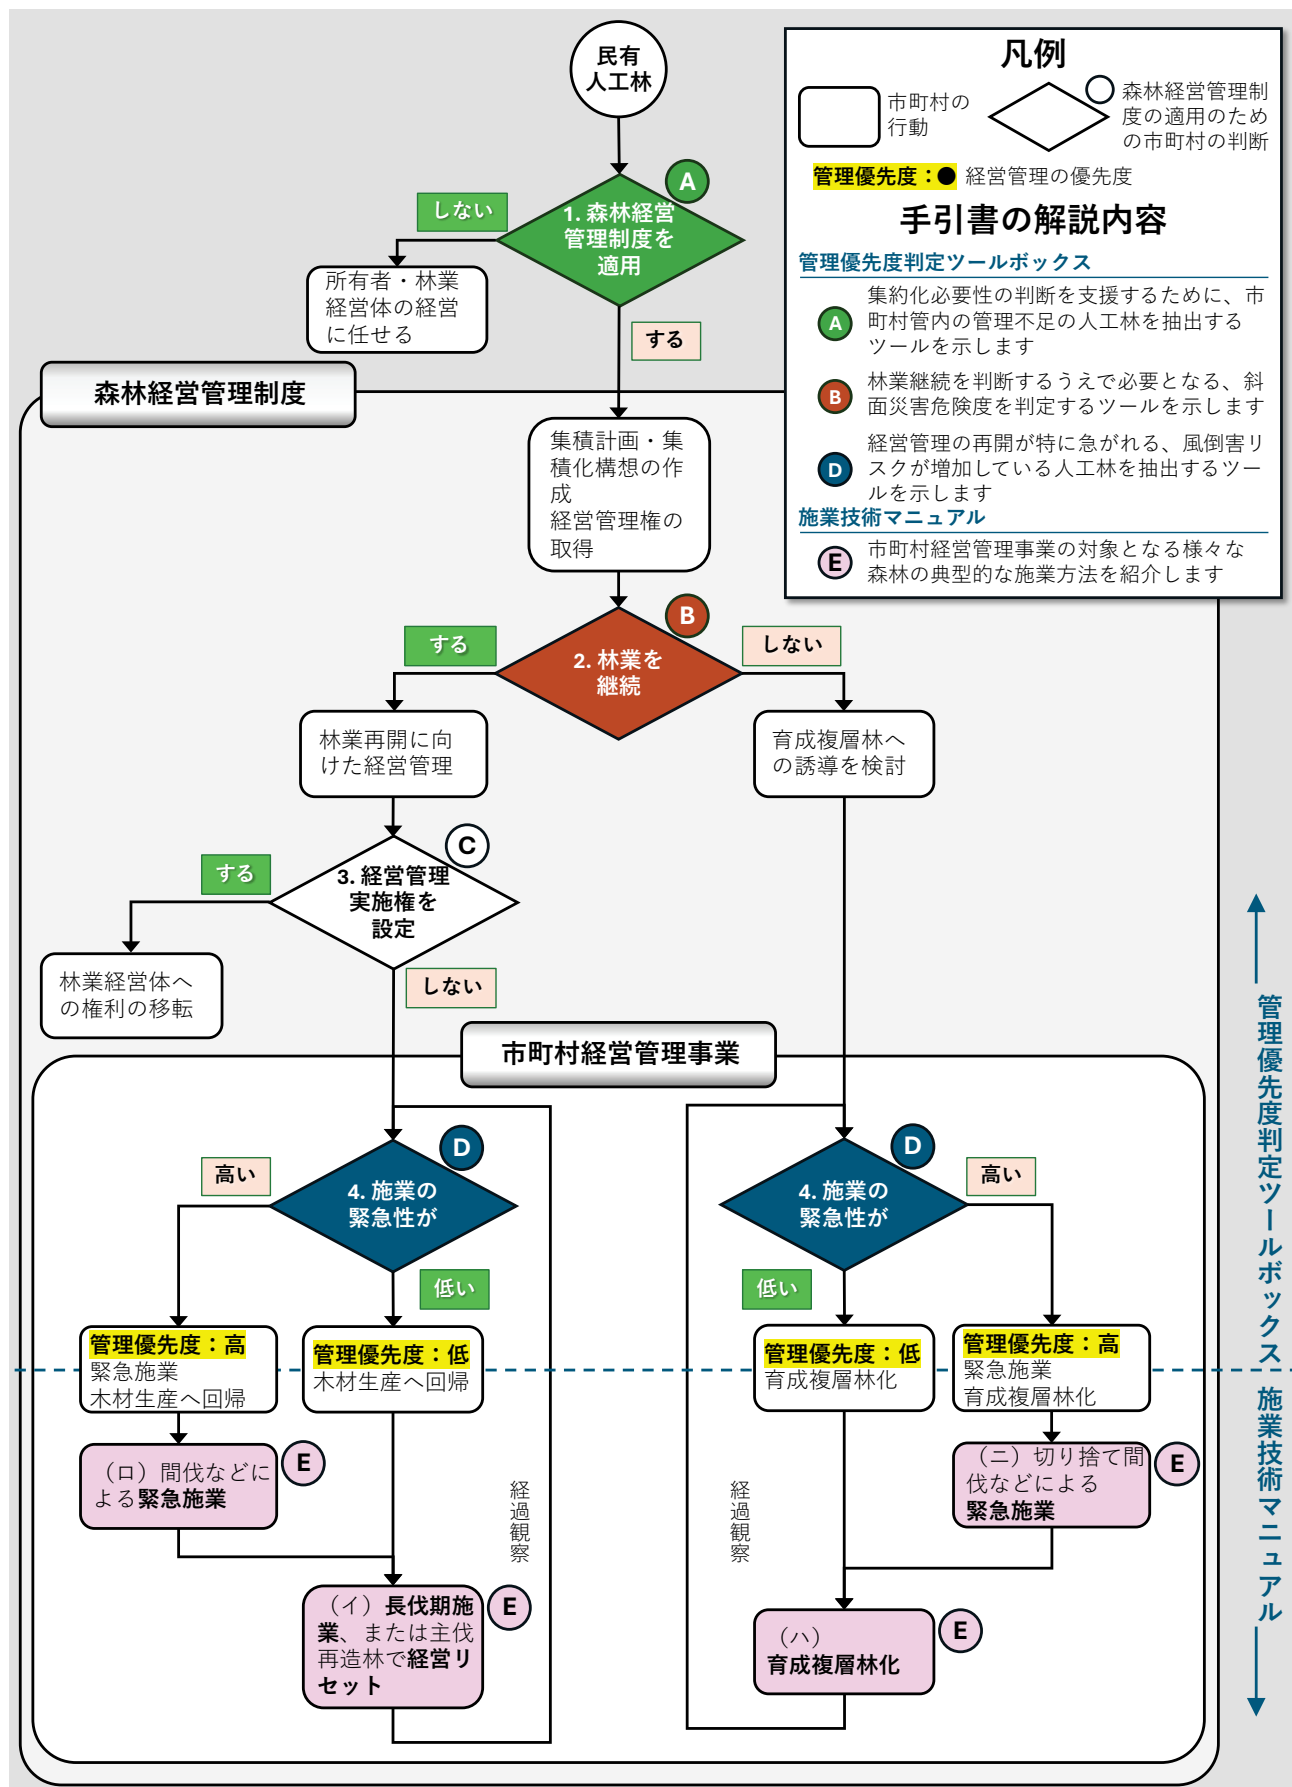 民有
人工林
凡例
市町村の
行動
森林経営管理制
度の適用のため
の市町村の判断
管理優先度：● 経営管理の優先度
手引書の解説内容
管理優先度判定ツールボックス
A
集約化必要性の判断を支援するために、市
町村管内の管理不足の人工林を抽出する
ツールを示します
B
林業継続を判断するうえで必要となる、斜
面災害危険度を判定するツールを示します
D
経営管理の再開が特に急がれる、風倒害リ
スクが増加している人工林を抽出するツー
ルを示します
施業技術マニュアル
E
市町村経営管理事業の対象となる様々な
森林の典型的な施業方法を紹介します
A
しない
1. 森林経営
管理制度を
適用
所有者・林業
経営体の経営
に任せる
する
森林経営管理制度
集積計画・集
積化構想の作
成
経営管理権の
取得
B
する
しない
2. 林業を
継続
林業再開に向
けた経営管理
育成複層林へ
の誘導を検討
C
する
3. 経営管理
実施権を
設定
林業経営体へ
の権利の移転
しない
市町村経営管理事業
D
高い
4. 施業の
緊急性が
低い
D
高い
4. 施業の
緊急性が
低い
管理優先度：高
緊急施業
木材生産へ回帰
管理優先度：低
木材生産へ回帰
管理優先度：低
育成複層林化
管理優先度：高
緊急施業
育成複層林化
E
（ロ）間伐などに
よる緊急施業
E
（ニ）切り捨て間
伐などによる
緊急施業
経過観察
経過観察
E
（イ）長伐期施
業、または主伐
再造林で経営リ
セット
E
（ハ）
育成複層林化
管理優先度判定ツールボックス
施業技術マニュアル